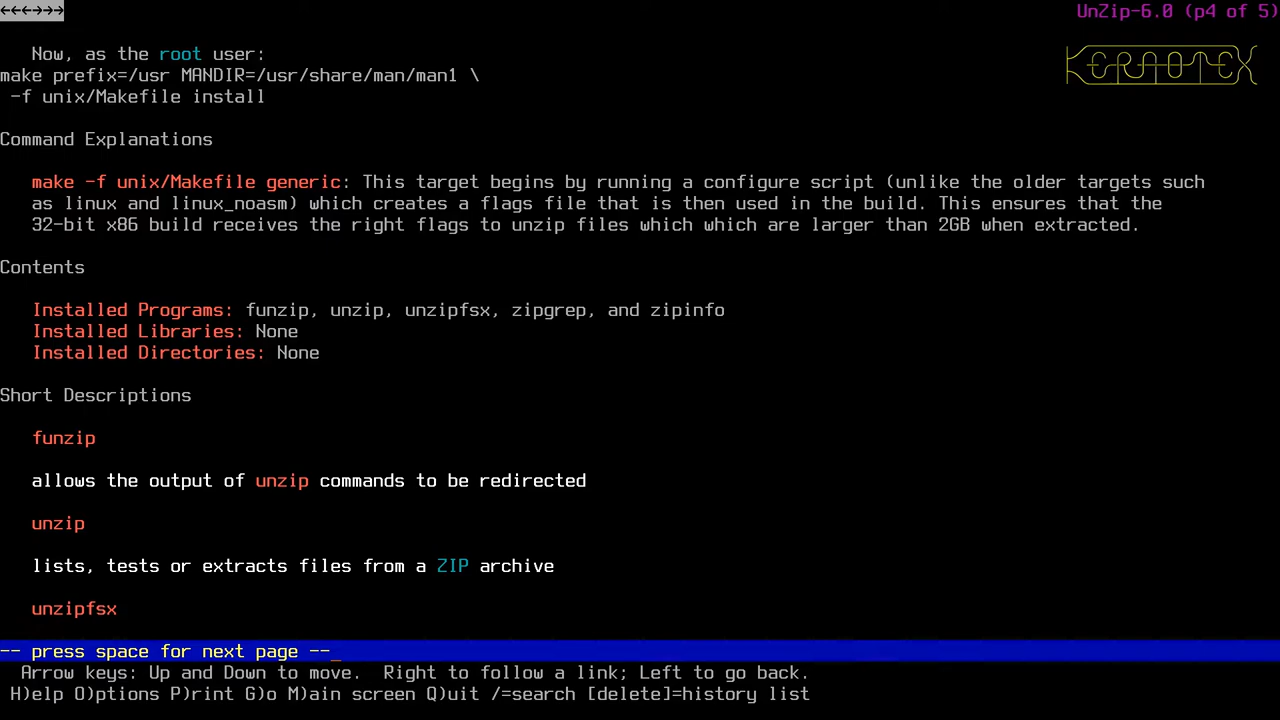 ←←←→→→ UnZip-6.0 (p4 of 5)
Now, as the root user:
KERNOTEX
make prefix=/usr MANDIR=/usr/share/man/man1 \
-f unix/Makefile install
Command Explanations
make -f unix/Makefile generic: This target begins by running a configure script (unlike the older targets such
as linux and linux_noasm) which creates a flags file that is then used in the build. This ensures that the
32-bit x86 build receives the right flags to unzip files which which are larger than 2GB when extracted.
Contents
Installed Programs: funzip, unzip, unzipfsx, zipgrep, and zipinfo
Installed Libraries: None
Installed Directories: None
Short Descriptions
funzip
allows the output of unzip commands to be redirected
unzip
lists, tests or extracts files from a ZIP archive
unzipfsx
-- press space for next page --
Arrow keys: Up and Down to move.  Right to follow a link; Left to go back.
H)elp O)ptions P)rint G)o M)ain screen Q)uit /=search [delete]=history list